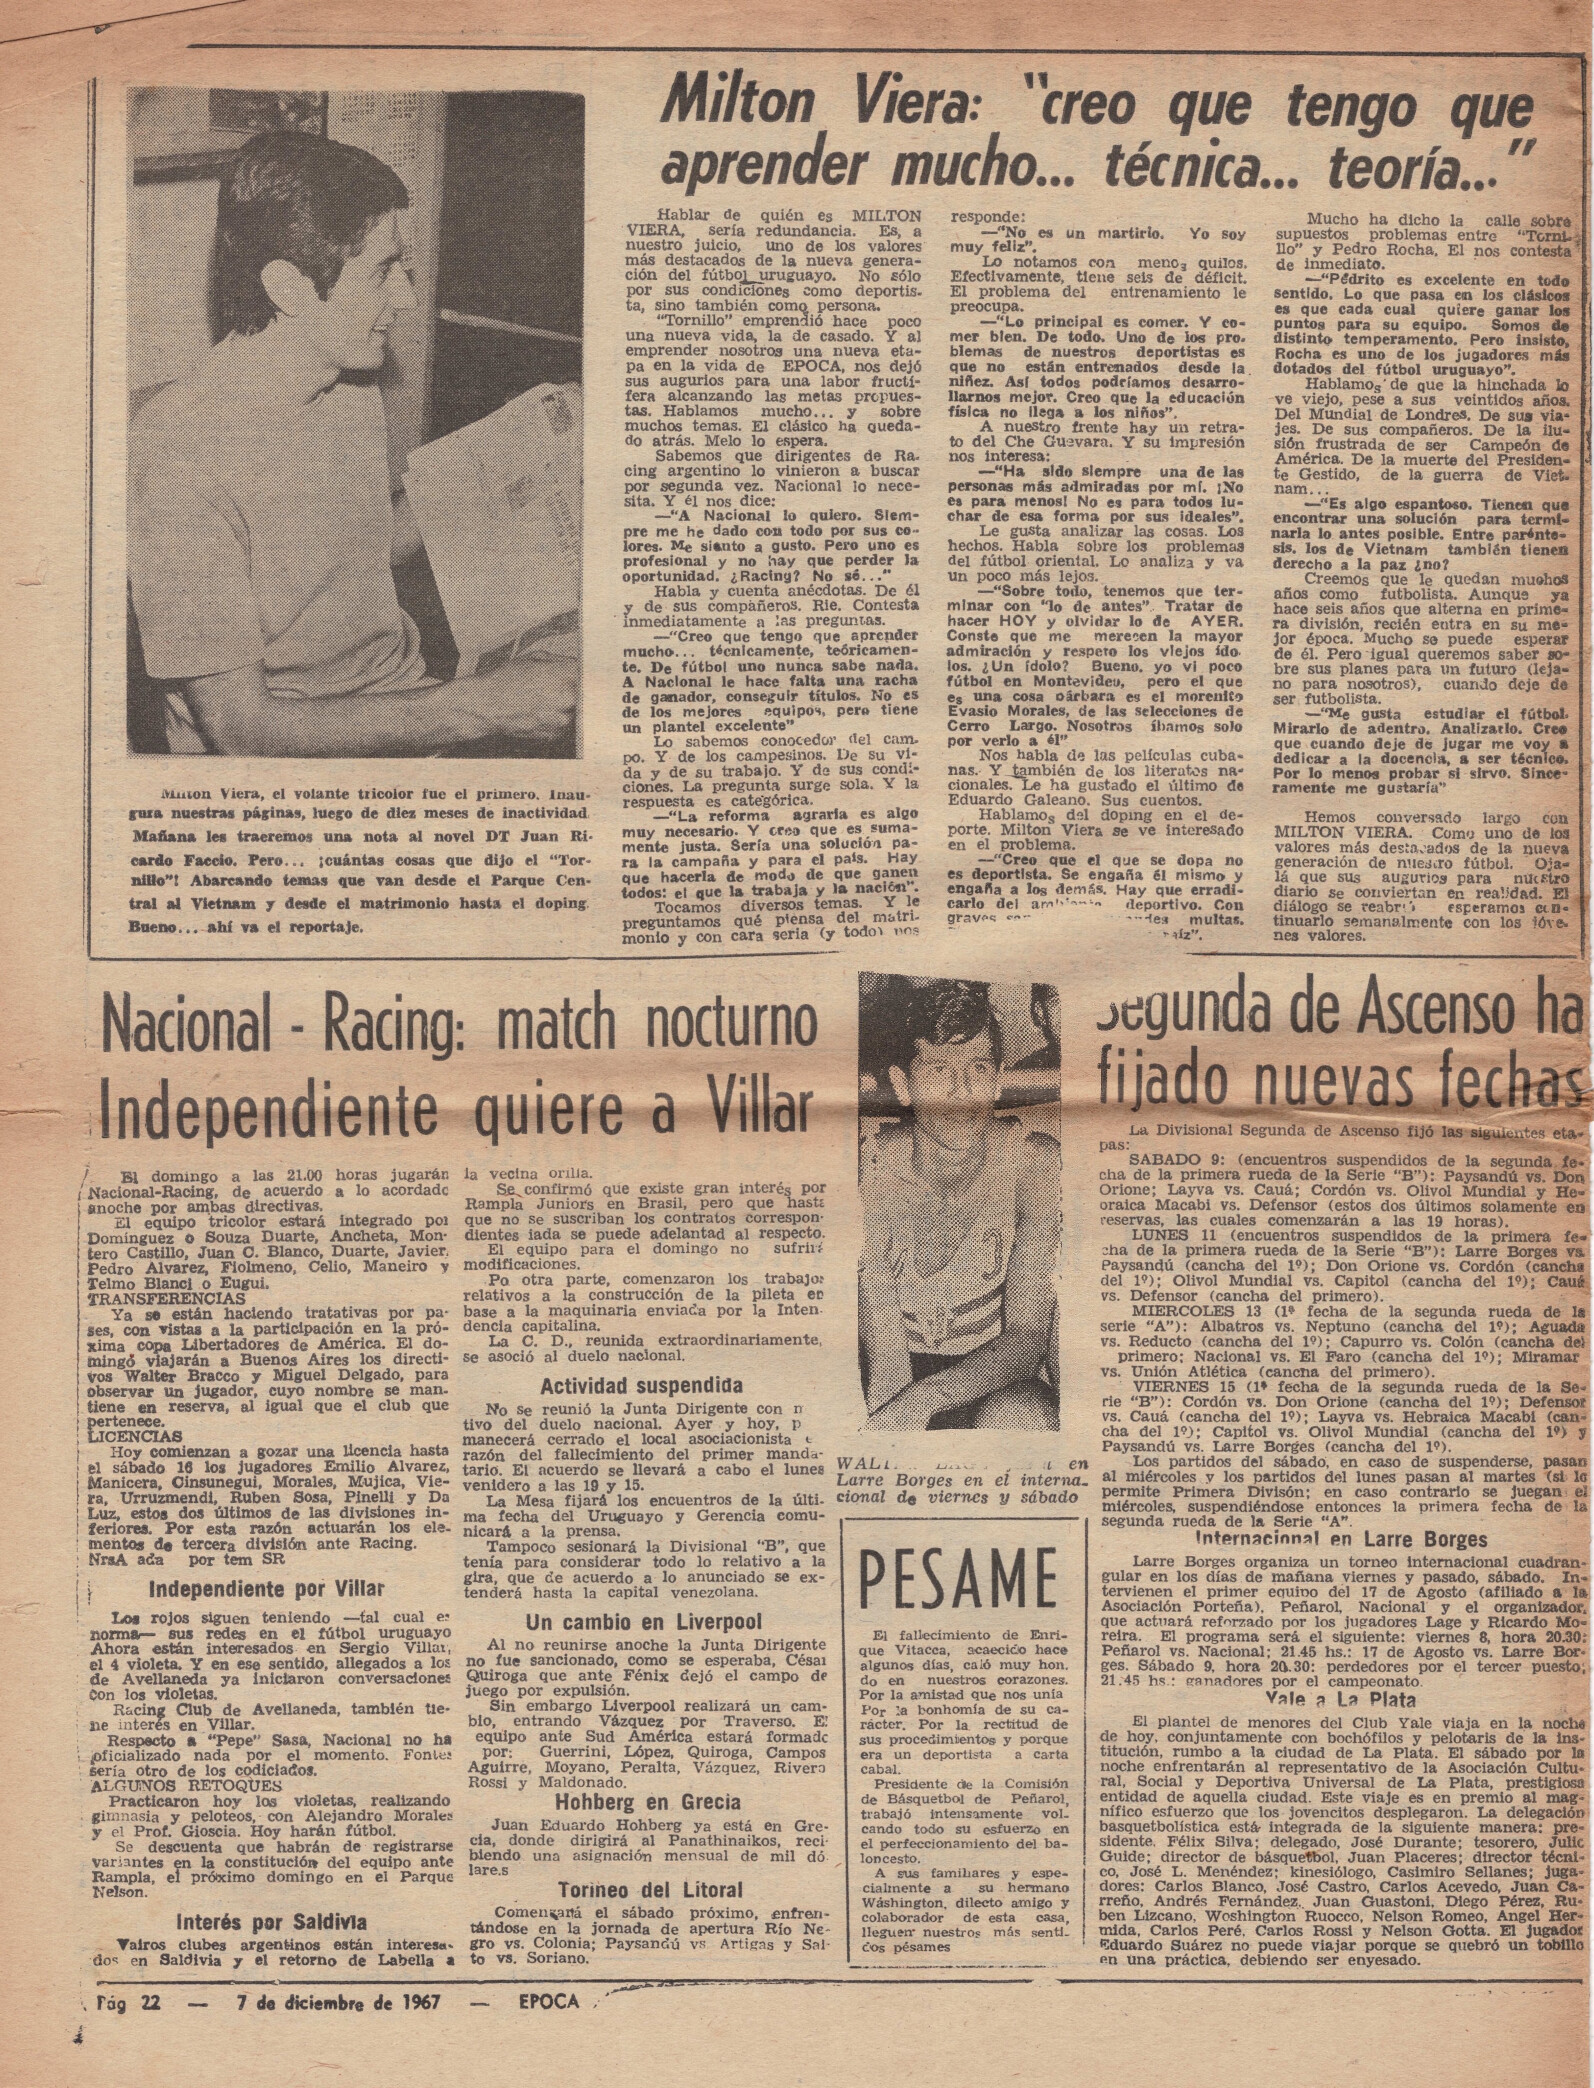 Milton Viera: "creo que tengo que
aprender mucho... técnica... teoría..."
Milton Viera, el volante tricolor fue el primero. Inau-
gura nuestras páginas, luego de diez meses de inactividad
Mañana les traeremos una nota al novel DT Juan Ri-
cardo Faccio. Pero... ¡cuántas cosas que dijo el "Tor-
nillo"! Abarcando temas que van desde el Parque Cen-
tral al Vietnam y desde el matrimonio hasta el doping.
Bueno... ahí va el reportaje.
Hablar de quién es MILTON
VIERA, sería redundancia. Es, a
nuestro juicio, uno de los valores
más destacados de la nueva genera-
ción del fútbol uruguayo. No sólo
por sus condiciones como deportis-
ta, sino también como persona.
"Tornillo" emprendió hace poco
una nueva vida, la de casado. Y al
emprender nosotros una nueva eta-
pa en la vida de EPOCA, nos dejó
sus augurios para una labor fructí-
fera alcanzando las metas propues-
tas. Hablamos mucho... y sobre
muchos temas. El clásico ha queda-
do atrás. Melo lo espera.
Sabemos que dirigentes de Ra-
cing argentino lo vinieron a buscar
por segunda vez. Nacional lo nece-
sita. Y él nos dice:
—"A Nacional lo quiero. Siem-
pre me he dado con todo por sus co-
lores. Me siento a gusto. Pero uno es
profesional y no hay que perder la
oportunidad. ¿Racing? No sé..."
Habla y cuenta anécdotas. De él
y de sus compañeros. Rie. Contesta
inmediatamente a las preguntas.
—"Creo que tengo que aprender
mucho... técnicamente, teóricamen-
te. De fútbol uno nunca sabe nada.
A Nacional le hace falta una racha
de ganador, conseguir títulos. No es
de los mejores equipos, pero tiene
un plantel excelente"
Lo sabemos conocedor del cam-
po. Y de los campesinos. De su vi-
da y de su trabajo. Y de sus condi-
ciones. La pregunta surge sola. Y la
respuesta es categórica.
—"La reforma agraria es algo
muy necesario. Y creo que es suma-
mente justa. Sería una solución pa-
ra la campaña y para el país. Hay
que hacerla de modo de que ganen
todos: el que la trabaja y la nación".
Tocamos diversos temas. Y le
preguntamos qué piensa del matri-
monio y con cara seria (y todo) nos
responde:
—"No es un martirio. Yo soy
muy feliz".
Lo notamos con menos quilos.
Efectivamente, tiene seis de déficit.
El problema del entrenamiento le
preocupa.
—"Lo principal es comer. Y co-
mer bien. De todo. Uno de los pro-
blemas de nuestros deportistas es
que no están entrenados desde la
niñez. Así todos podríamos desarro-
llarnos mejor. Creo que la educación
física no llega a los niños".
A nuestro frente hay un retra-
to del Che Guevara. Y su impresión
nos interesa:
—"Ha sido siempre una de las
personas más admiradas por mí. ¡No
es para menos! No es para todos lu-
char de esa forma por sus ideales".
Le gusta analizar las cosas. Los
hechos. Habla sobre los problemas
del fútbol oriental. Lo analiza y va
un poco más lejos.
—"Sobre todo, tenemos que ter-
minar con "lo de antes". Tratar de
hacer HOY y olvidar lo de AYER.
Conste que me merecen la mayor
admiración y respeto los viejos ído
los. ¿Un ídolo? Bueno, yo vi poco
fútbol en Montevideo, pero el que
es una cosa bárbara es el morenito
Evasio Morales, de las selecciones de
Cerro Largo. Nosotros íbamos solo
por verlo a él"
Nos habla de las películas cuba-
nas. Y también de los literatos na-
cionales. Le ha gustado el último de
Eduardo Galeano. Sus cuentos.
Hablamos del doping en el de-
porte. Milton Viera se ve interesado
en el problema.
—"Creo que el que se dopa no
es deportista. Se engaña él mismo y
engaña a los demás. Hay que erradi-
carlo del ambiente deportivo. Con
graves multas.
Mucho ha dicho la calle sobre
supuestos problemas entre "Torni-
llo" y Pedro Rocha. El nos contesta
de inmediato.
—"Pédrito es excelente en todo
sentido. Lo que pasa en los clásicos
es que cada cual quiere ganar los
puntos para su equipo. Somos de
distinto temperamento. Pero insisto,
Rocha es uno de los jugadores más
dotados del fútbol uruguayo".
Hablamos de que la hinchada lo
ve viejo, pese a sus veintidós años.
Del Mundial de Londres. De sus via-
jes. De sus compañeros. De la ilu-
sión frustrada de ser Campeón de
América. De la muerte del Presiden-
te Gestido, de la guerra de Viet-
nam...
—"Es algo espantoso. Tienen que
encontrar una solución para termi-
narla lo antes posible. Entre parénte-
sis. los de Vietnam también tienen
derecho a la paz ¿no?
Creemos que le quedan muchos
años como futbolista. Aunque ya
hace seis años que alterna en prime-
ra división, recién entra en su me-
jor época. Mucho se puede esperar
de él. Pero igual queremos saber so-
bre sus planes para un futuro (leja-
no para nosotros), cuando deje de
ser futbolista.
—"Me gusta estudiar el fútbol.
Mirarlo de adentro. Analizarlo. Creo
que cuando deje de jugar me voy a
dedicar a la docencia, a ser técnico.
Por lo menos probar si sirvo. Since-
ramente me gustaría"
Hemos conversado largo con
MILTON VIERA. Como uno de los
valores más destacados de la nueva
generación de nuestro fútbol. Oja-
lá que sus augurios para nuestro
diario se conviertan en realidad. El
diálogo se reabrió esperamos con-
tinuarlo semanalmente con los jóve-
nes valores.
Nacional - Racing: match nocturno
Independiente quiere a Villar
El domingo a las 21.00 horas jugarán
Nacional-Racing, de acuerdo a lo acordado
anoche por ambas directivas.
El equipo tricolor estará integrado por
Domínguez o Souza Duarte, Ancheta, Mon-
tero Castillo, Juan C. Blanco, Duarte, Javier,
Pedro Alvarez, Fiolmeno, Celio, Maneiro y
Telmo Blanci o Eugui.
TRANSFERENCIAS
Ya se están haciendo tratativas por pa-
ses, con vistas a la participación en la pró-
xima copa Libertadores de América. El do-
mingó viajarán a Buenos Aires los directi-
vos Walter Bracco y Miguel Delgado, para
observar un jugador, cuyo nombre se man-
tiene en reserva, al igual que el club que
pertenece.
LICENCIAS
Hoy comienzan a gozar una licencia hasta
el sábado 16 los jugadores Emilio Alvarez,
Manicera, Cinsunegui, Morales, Mujica, Vie-
ra, Urruzmendi, Ruben Sosa, Pinelli y Da
Luz, estos dos últimos de las divisiones in-
feriores. Por esta razón actuarán los ele-
mentos de tercera división ante Racing.
NrsA ada por tem SR
Independiente por Villar
Los rojos siguen teniendo —tal cual es
norma— sus redes en el fútbol uruguayo
Ahora están interesados en Sergio Villar,
el 4 violeta. Y en ese sentido, allegados a los
de Avellaneda ya iniciaron conversaciones
con los violetas.
Racing Club de Avellaneda, también tie-
ne interés en Villar.
Respecto a "Pepe" Sasa, Nacional no ha
oficializado nada por el momento. Fontes
sería otro de los codiciados.
ALGUNOS RETOQUES
Practicaron hoy los violetas, realizando
gimnasia y peloteos, con Alejandro Morales
y el Prof. Gioscia. Hoy harán fútbol.
Se descuenta que habrán de registrarse
variantes en la constitución del equipo ante
Rampla, el próximo domingo en el Parque
Nelson.
Interés por Saldivia
Vairos clubes argentinos están interesa-
dos en Saldivia y el retorno de Labella a
la vecina orilla.
Se confirmó que existe gran interés por
Rampla Juniors en Brasil, pero que hasta
que no se suscriban los contratos correspon-
dientes iada se puede adelantad al respecto.
El equipo para el domingo no sufrirá
modificaciones.
Po otra parte, comenzaron los trabajos
relativos a la construcción de la pileta en
base a la maquinaria enviada por la Inten-
dencia capitalina.
La C. D., reunida extraordinariamente,
se asoció al duelo nacional.
Actividad suspendida
No se reunió la Junta Dirigente con m
tivo del duelo nacional. Ayer y hoy, p
manecerá cerrado el local asociacionista e
razón del fallecimiento del primer manda-
tario. El acuerdo se llevará a cabo el lunes
venidero a las 19 y 15.
La Mesa fijará los encuentros de la últi-
ma fecha del Uruguayo y Gerencia comu-
nicará a la prensa.
Tampoco sesionará la Divisional "B", que
tenía para considerar todo lo relativo a la
gira, que de acuerdo a lo anunciado se ex-
tenderá hasta la capital venezolana.
Un cambio en Liverpool
Al no reunirse anoche la Junta Dirigente
no fue sancionado, como se esperaba, César
Quiroga que ante Fénix dejó el campo de
juego por expulsión.
Sin embargo Liverpool realizará un cam-
bio, entrando Vázquez por Traverso. El
equipo ante Sud América estará formado
por: Guerrini, López, Quiroga, Campos
Aguirre, Moyano, Peralta, Vázquez, Rivero
Rossi y Maldonado.
Hohberg en Grecia
Juan Eduardo Hohberg ya está en Gre-
cia, donde dirigirá al Panathinaikos, reci-
biendo una asignación mensual de mil dó
lare.s
Torineo del Litoral
Comenzará el sábado próximo, enfren-
tándose en la jornada de apertura Río Ne-
gro vs. Colonia; Paysandú vs Artigas y Sal-
to vs. Soriano.
en
Larre Borges en el interna-
cional de viernes y sábado
PESAME
El fallecimiento de Enri-
que Vitacca, acaecido hace
algunos días, caló muy hon.
do en nuestros corazones.
Por la amistad que nos unía
Por la bonhomía de su ca-
rácter. Por la rectitud de
sus procedimientos y porque
era un deportista a carta
cabal.
Presidente de la Comisión
de Básquetbol de Peñarol,
trabajó intensamente vol-
cando todo su esfuerzo en
el perfeccionamiento del ba-
loncesto.
A sus familiares y espe-
cialmente a su hermano
Wáshington, dilecto amigo y
colaborador de esta casa,
lleguen nuestros más senti-
dos pésames
Segunda de Ascenso ha
fijado nuevas fechas
La Divisional Segunda de Ascenso fijó las siguientes eta-
pas:
SABADO 9: (encuentros suspendidos de la segunda fe-
cha de la primera rueda de la Serie "B"): Paysandú vs. Don
Orione; Layva vs. Cauá; Cordón vs. Olivol Mundial y He-
oraica Macabi vs. Defensor (estos dos últimos solamente en
reservas, las cuales comenzarán a las 19 horas).
LUNES 11 (encuentros suspendidos de la primera fe-
cha de la primera rueda de la Serie "B"): Larre Borges vs
Paysandú (cancha del 1º); Don Orione vs. Cordón (cancha
del 1º); Olivol Mundial vs. Capitol (cancha del 1º); Cauá
vs. Defensor (cancha del primero).
MIERCOLES 13 (1ª fecha de la segunda rueda de la
serie "A"): Albatros vs. Neptuno (cancha del 1º); Aguada
vs. Reducto (cancha del 1º); Capurro vs. Colón (cancha del
primero; Nacional vs. El Faro (cancha del 1º); Miramar
vs. Unión Atlética (cancha del primero).
VIERNES 15 (1ª fecha de la segunda rueda de la Se-
rie "B"): Cordón vs. Don Orione (cancha del 1º); Defensor
vs. Cauá (cancha del 1º); Layva vs. Hebraica Macabi (can-
cha del 1º); Capitol vs. Olivol Mundial (cancha del 1º) y
Paysandú vs. Larre Borges (cancha del 1º).
Los partidos del sábado, en caso de suspenderse, pasan
al miércoles y los partidos del lunes pasan al martes (si lo
permite Primera Divisón; en caso contrario se juegan el
miércoles, suspendiéndose entonces la primera fecha de la
segunda rueda de la Serie "A".
Internacional en Larre Borges
Larre Borges organiza un torneo internacional cuadran-
gular en los días de mañana viernes y pasado, sábado. In-
tervienen el primer equipo del 17 de Agosto (afiliado a la
Asociación Porteña), Peñarol, Nacional y el organizador,
que actuará reforzado por los jugadores Lage y Ricardo Mo-
reira. El programa será el siguiente: viernes 8, hora 20.30:
Peñarol vs. Nacional; 21.45 hs.: 17 de Agosto vs. Larre Bor-
ges. Sábado 9, hora 20.30: perdedores por el tercer puesto;
21.45 hs.: ganadores por el campeonato.
Yale a La Plata
El plantel de menores del Club Yale viaja en la noche
de hoy, conjuntamente con bochófilos y pelotaris de la ins-
titución, rumbo a la ciudad de La Plata. El sábado por la
noche enfrentarán al representativo de la Asociación Cultu-
ral, Social y Deportiva Universal de La Plata, prestigiosa
entidad de aquella ciudad. Este viaje es en premio al mag-
nífico esfuerzo que los jovencitos desplegaron. La delegación
basquetbolística está integrada de la siguiente manera: pre-
sidente. Félix Silva; delegado, José Durante; tesorero, Julio
Guide; director de básquetbol, Juan Placeres; director técni-
co, José L. Menéndez; kinesiólogo, Casimiro Sellanes; juga-
dores: Carlos Blanco, José Castro, Carlos Acevedo, Juan Ca-
rreño, Andrés Fernández, Juan Guastoni, Diego Pérez, Ru-
ben Lizcano, Woshington Ruocco, Nelson Romeo, Angel Her-
mida, Carlos Peré, Carlos Rossi y Nelson Gotta. El jugador
Eduardo Suárez no puede viajar porque se quebró un tobillo
en una práctica, debiendo ser enyesado.
Pág 22 — 7 de diciembre de 1967 — EPOCA